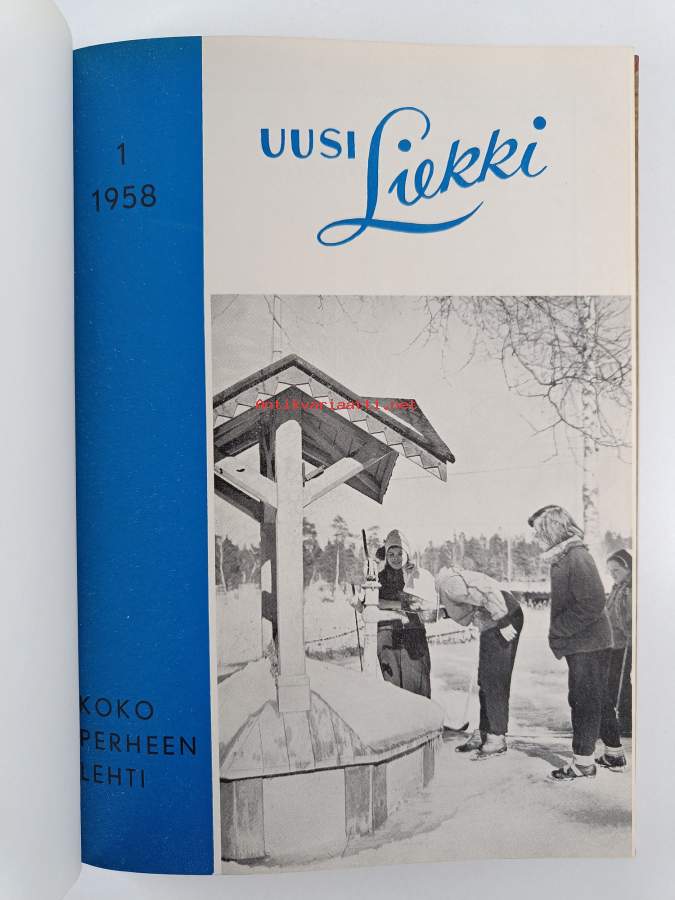 1
1958
UUSI Liekki
Antikvariaatti.net
KOKO
PERHEEN
LEHTI